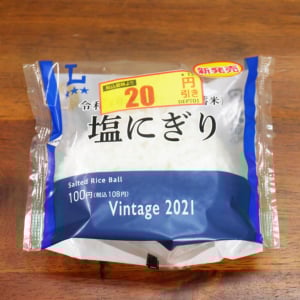 L
新発売
20
円
引き
令和
米
塩にぎり
Salted Rice Ball
100円(税込108円)
Vintage 2021